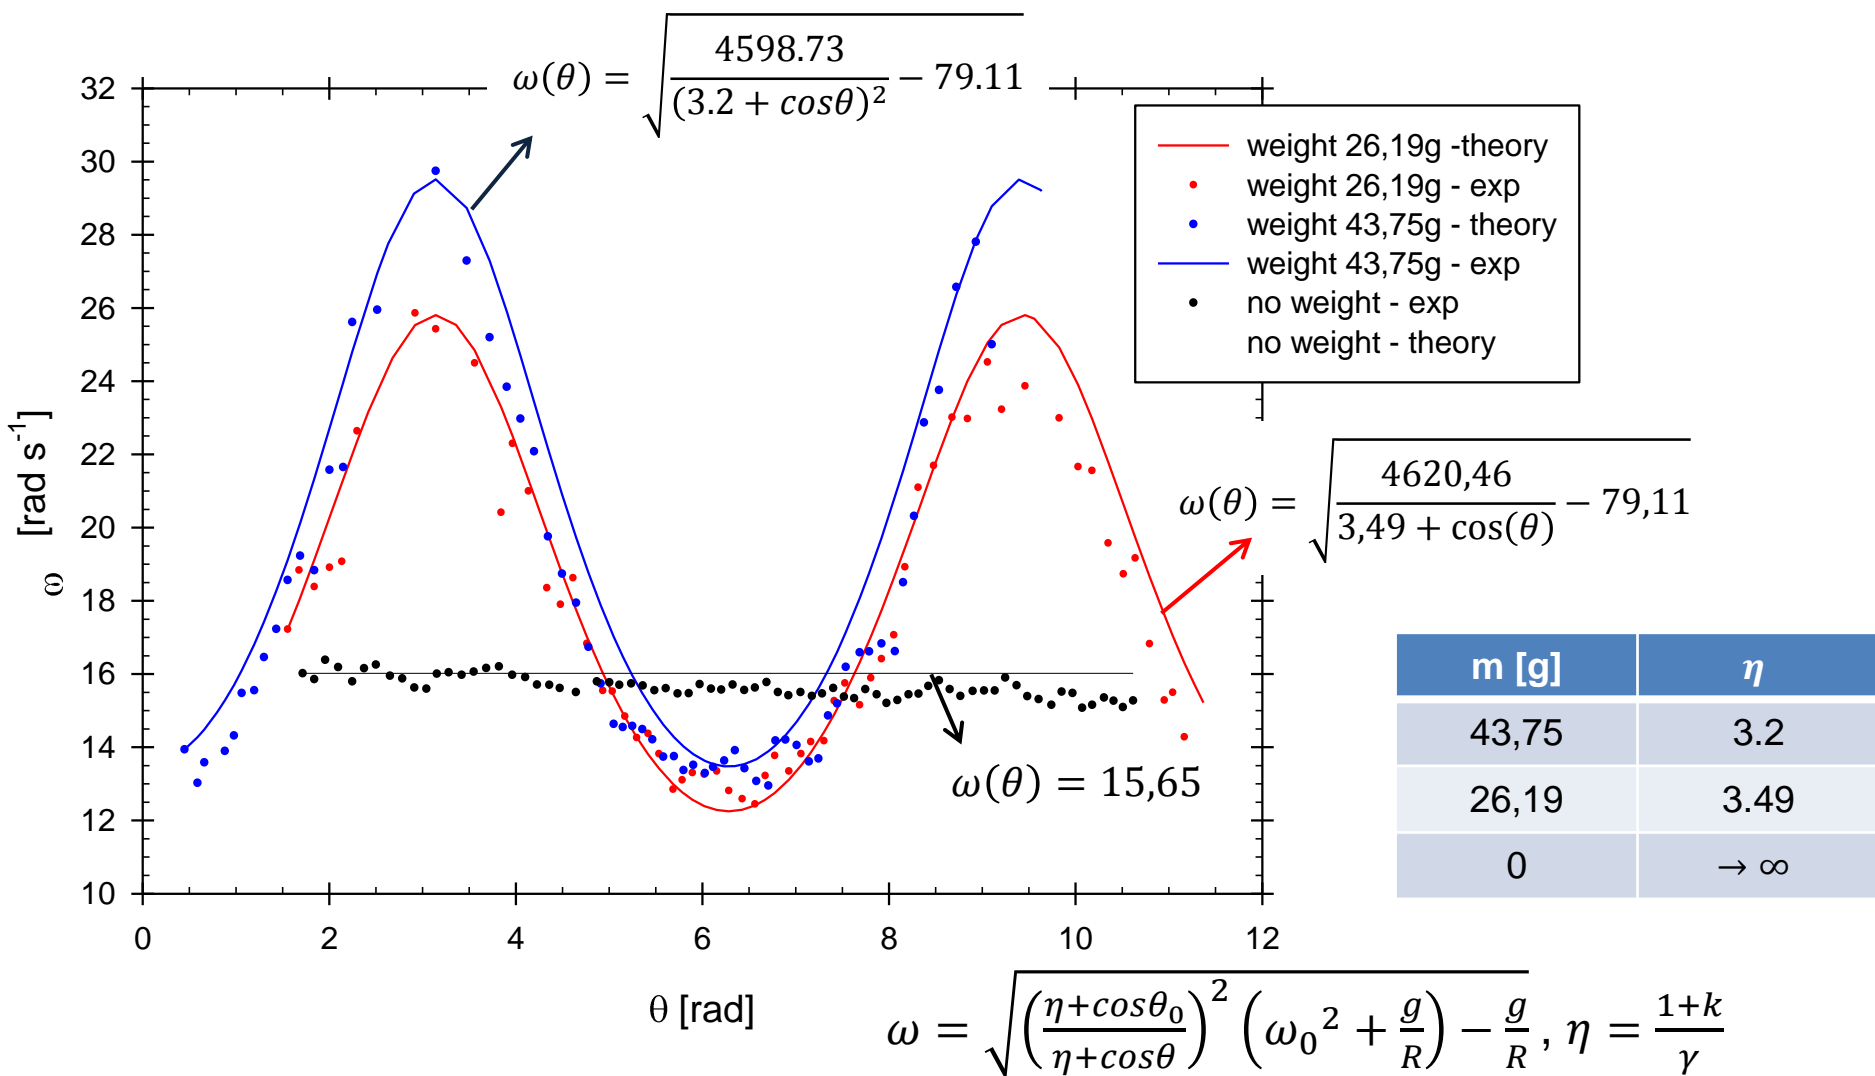 ω(θ) = √(4598.73/(3.2 + cosθ)² − 79.11)
32
30
28
26
24
22
20
18
16
14
12
10
ω [rad s⁻¹]
0 2 4 6 8 10 12
θ [rad]
weight 26,19g -theory
weight 26,19g - exp
weight 43,75g - theory
weight 43,75g - exp
no weight - exp
no weight - theory
ω(θ) = √(4620,46/(3,49 + cos(θ)) − 79,11)
ω(θ) = 15,65
m [g] η
43,75 3.2
26,19 3.49
0 → ∞
ω = √(((η+cosθ₀)/(η+cosθ))² (ω₀² + g/R) − g/R), η = (1+k)/γ